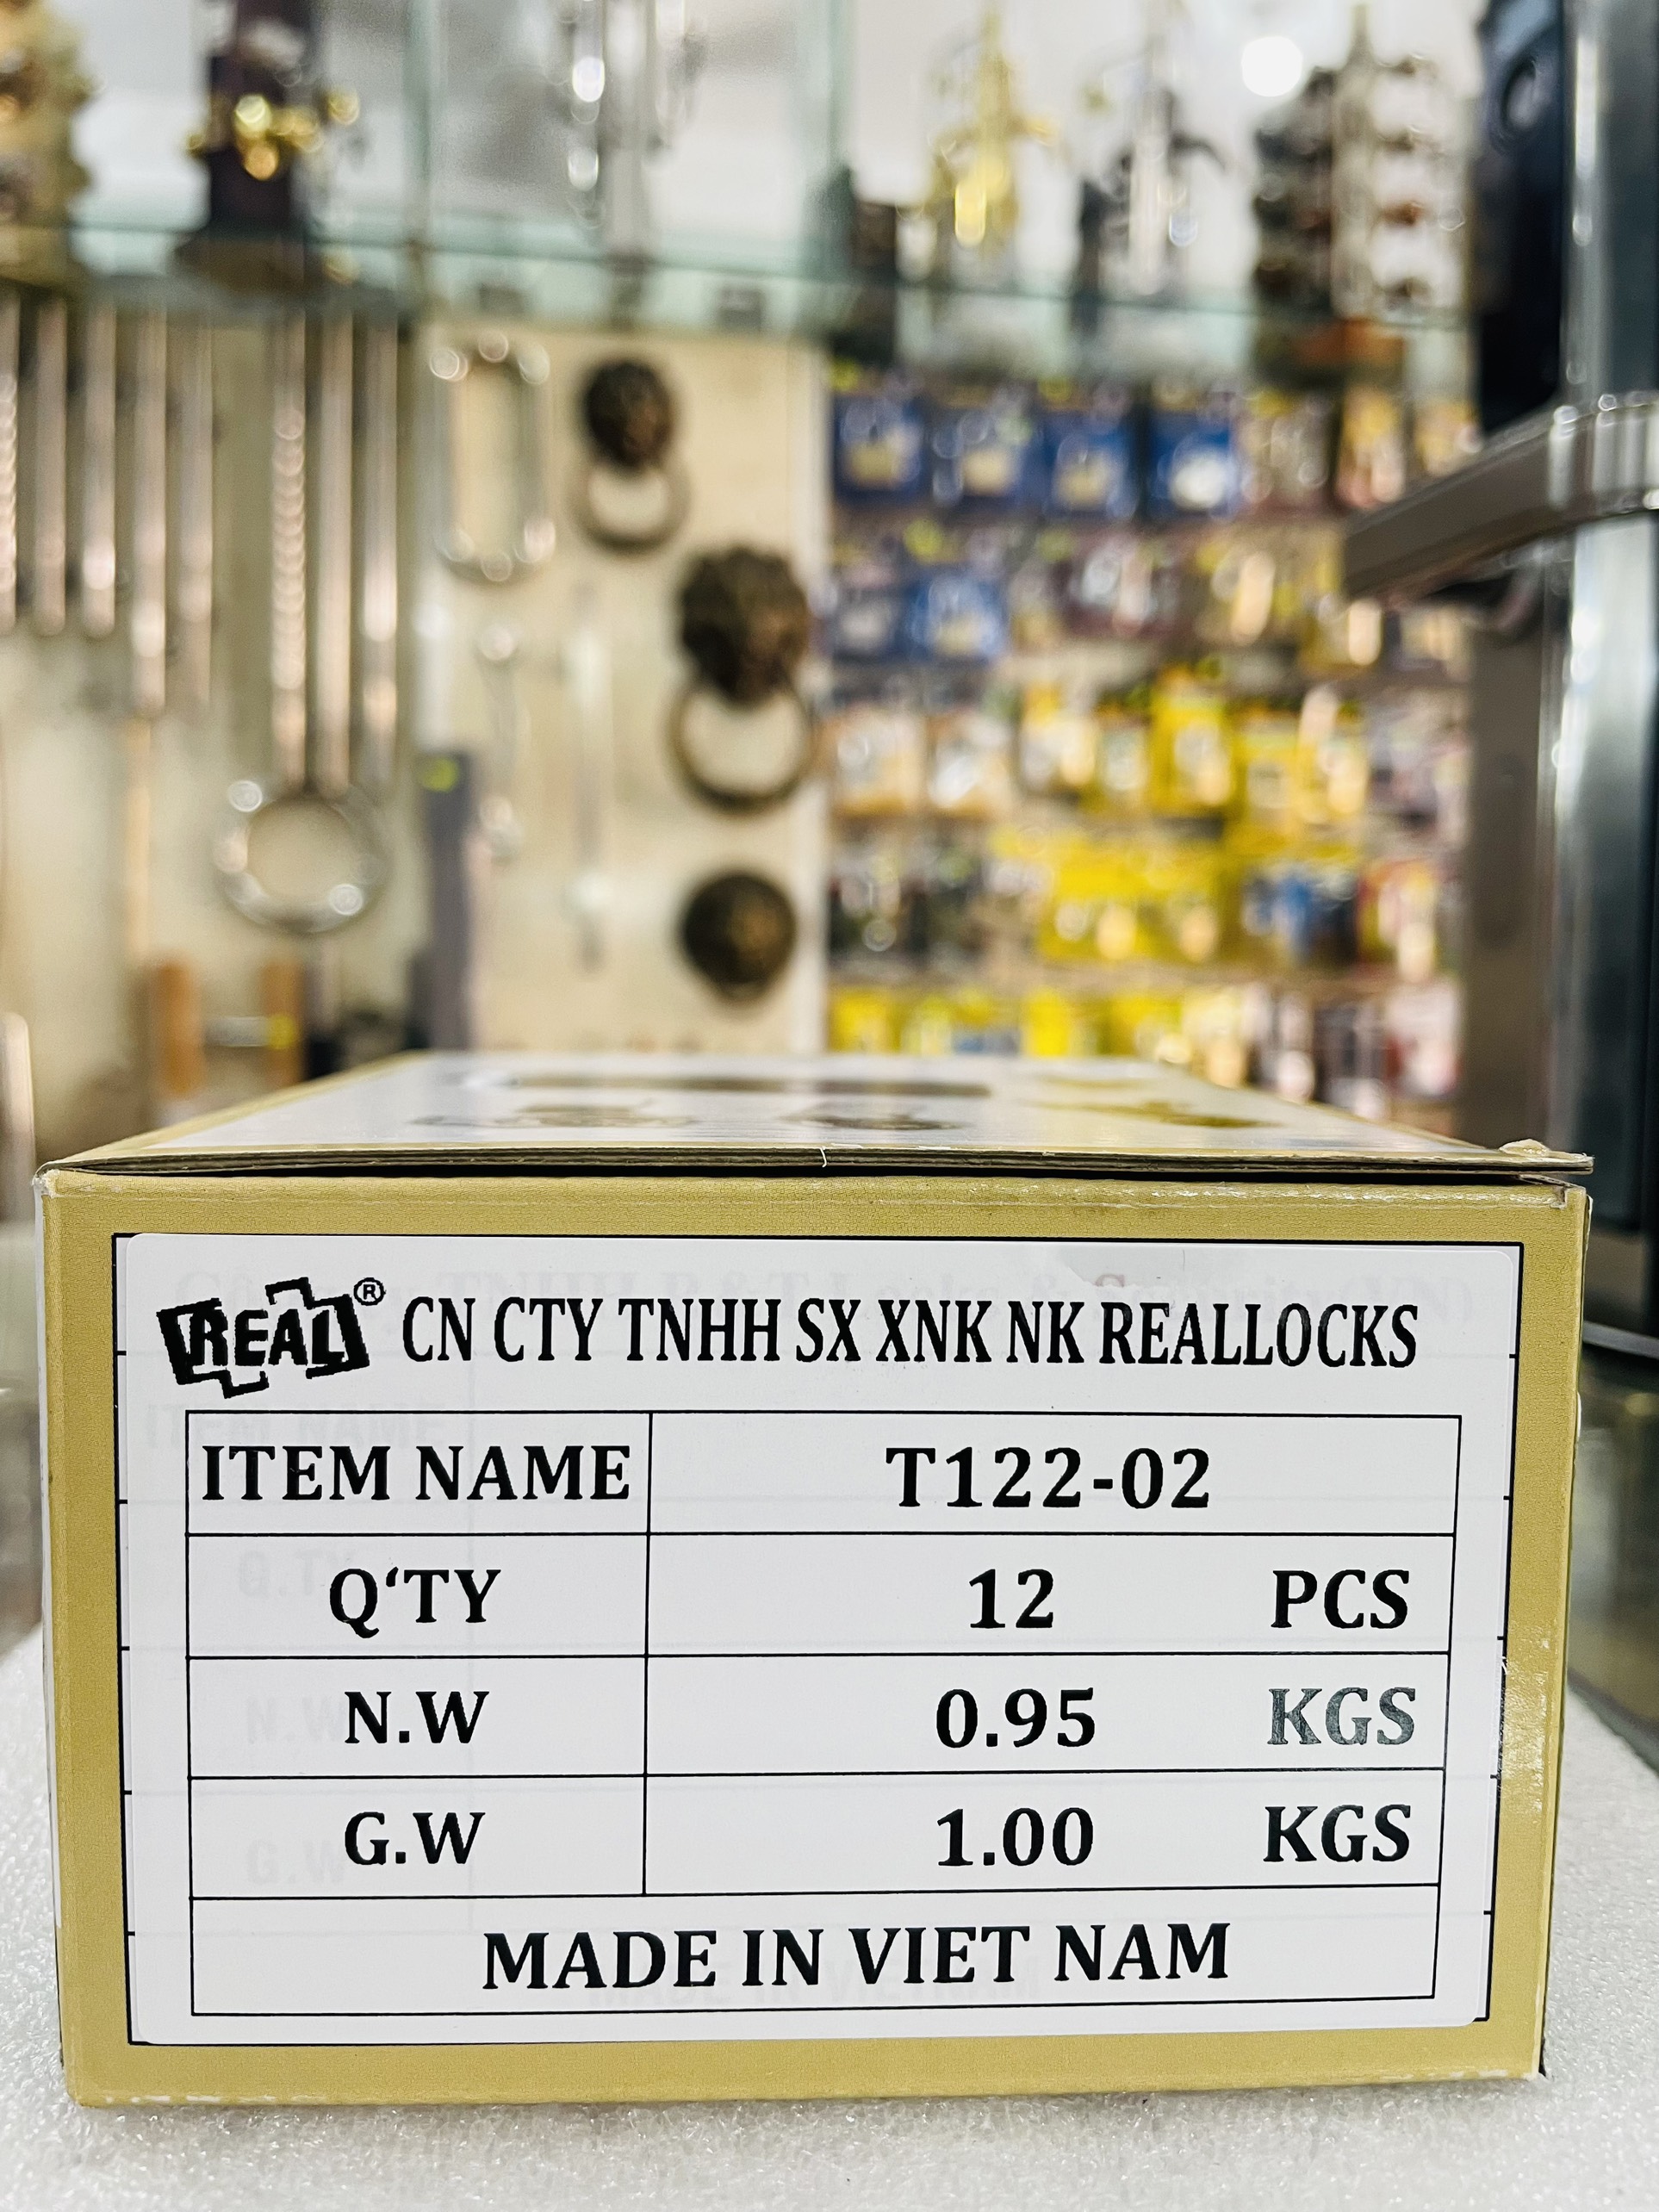 REAL® CN CTY TNHH SX XNK NK REALLOCKS
ITEM NAME T122-02
Q‘TY 12 PCS
N.W 0.95 KGS
G.W 1.00 KGS
MADE IN VIET NAM